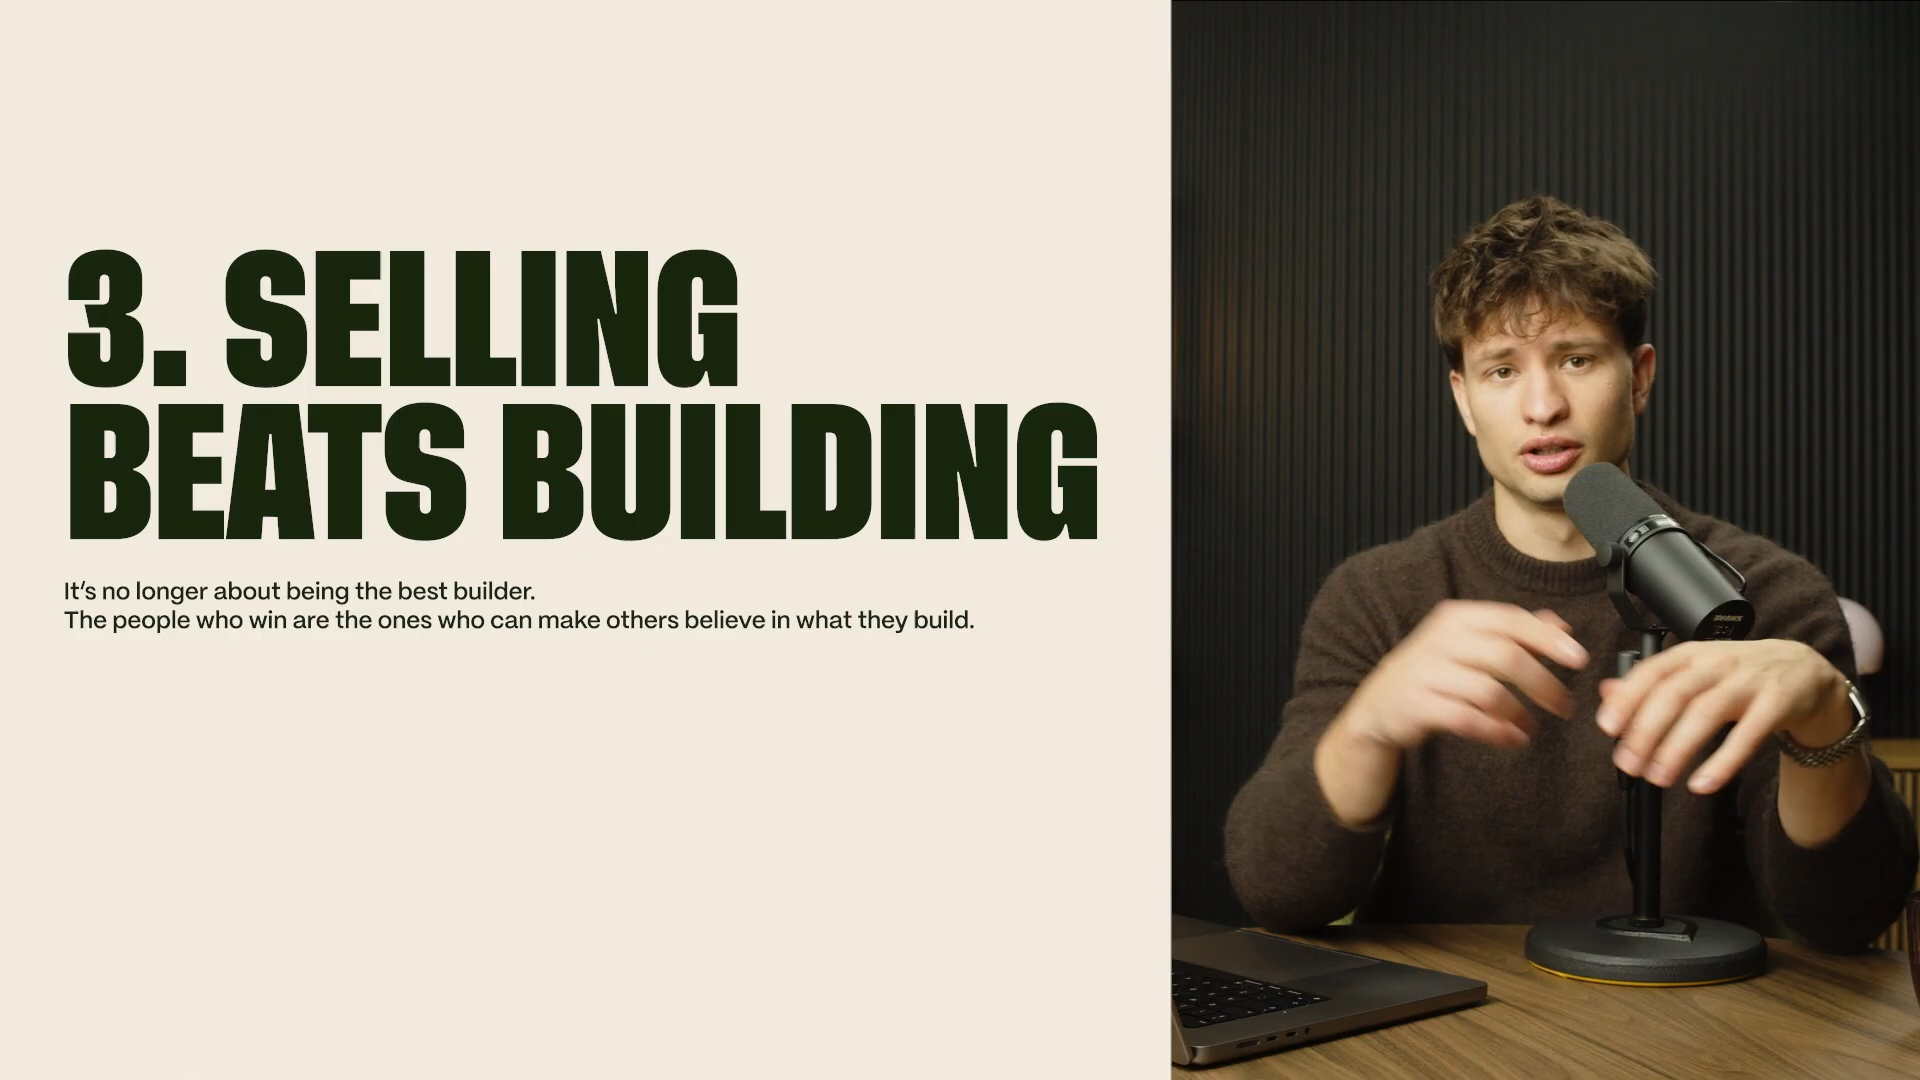 3. SELLING
BEATS BUILDING
It's no longer about being the best builder.
The people who win are the ones who can make others believe in what they build.